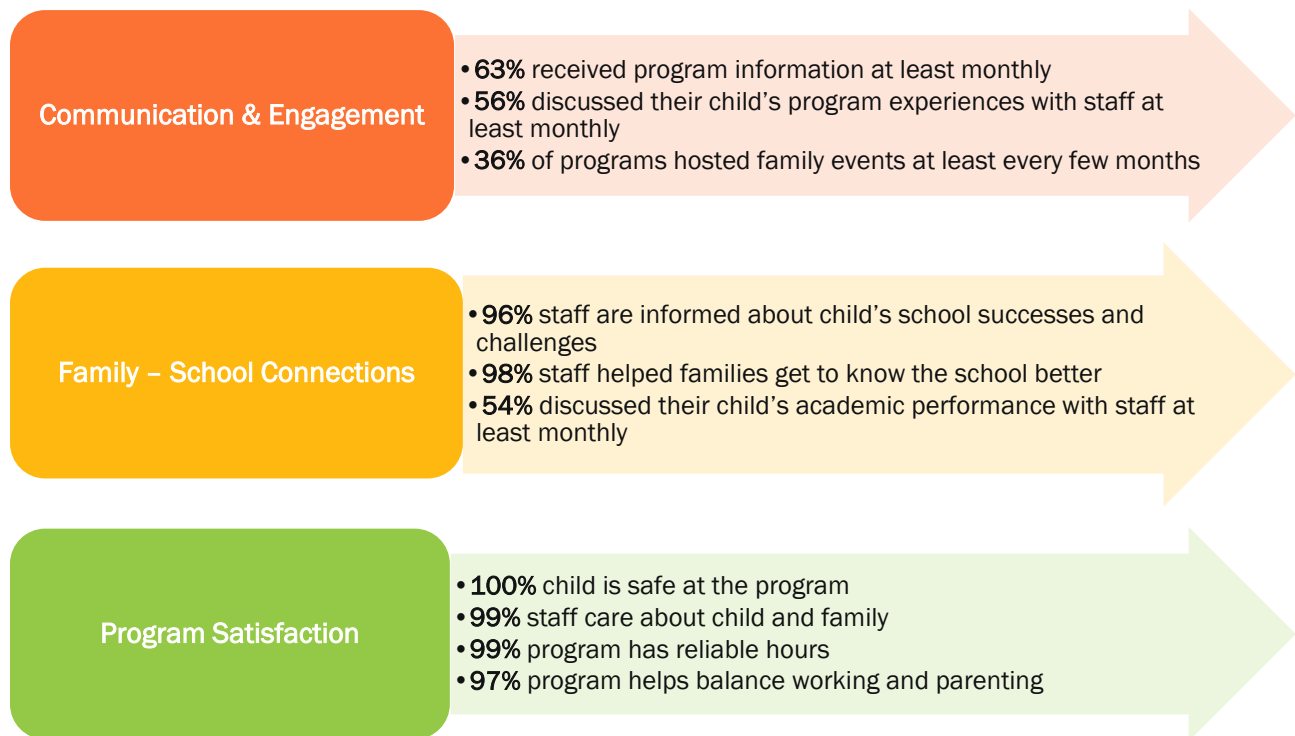 Communication & Engagement
•63% received program information at least monthly
•56% discussed their child’s program experiences with staff at
least monthly
•36% of programs hosted family events at least every few months
Family – School Connections
•96% staff are informed about child’s school successes and
challenges
•98% staff helped families get to know the school better
•54% discussed their child’s academic performance with staff at
least monthly
Program Satisfaction
•100% child is safe at the program
•99% staff care about child and family
•99% program has reliable hours
•97% program helps balance working and parenting